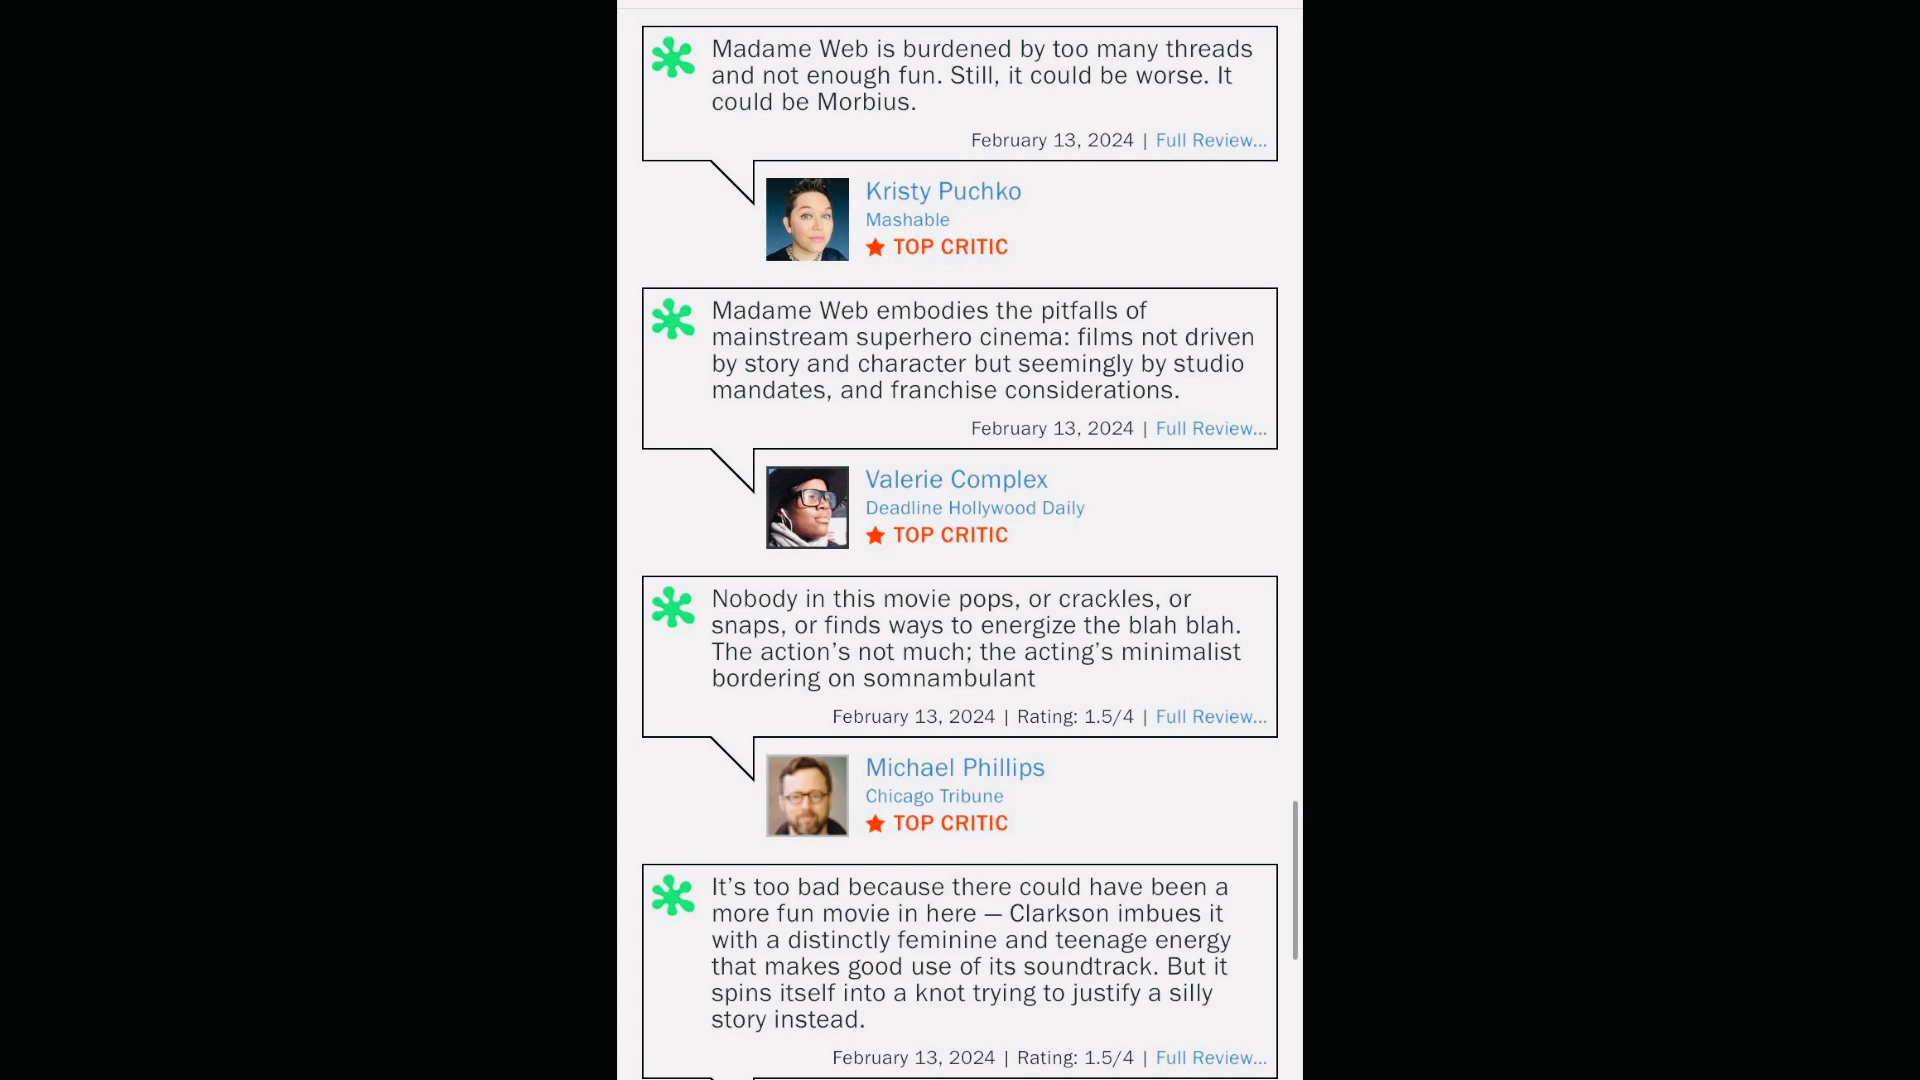 Madame Web is burdened by too many threads
and not enough fun. Still, it could be worse. It
could be Morbius.
February 13, 2024 | Full Review...
Kristy Puchko
Mashable
TOP CRITIC
Madame Web embodies the pitfalls of
mainstream superhero cinema: films not driven
by story and character but seemingly by studio
mandates, and franchise considerations.
February 13, 2024 | Full Review...
Valerie Complex
Deadline Hollywood Daily
TOP CRITIC
Nobody in this movie pops, or crackles, or
snaps, or finds ways to energize the blah blah.
The action’s not much; the acting’s minimalist
bordering on somnambulant
February 13, 2024 | Rating: 1.5/4 | Full Review...
Michael Phillips
Chicago Tribune
TOP CRITIC
It’s too bad because there could have been a
more fun movie in here — Clarkson imbues it
with a distinctly feminine and teenage energy
that makes good use of its soundtrack. But it
spins itself into a knot trying to justify a silly
story instead.
February 13, 2024 | Rating: 1.5/4 | Full Review...